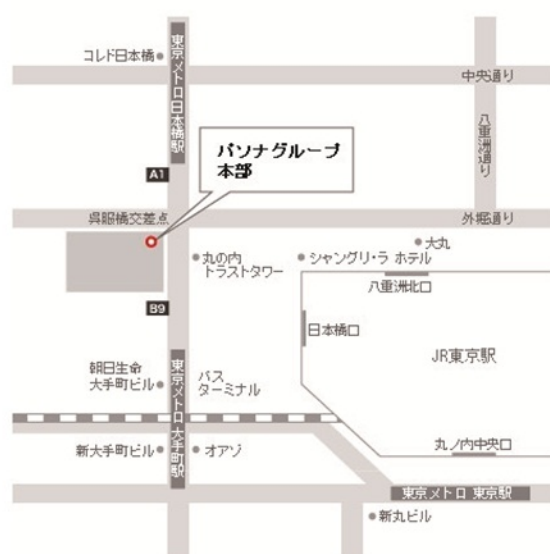 コレド日本橋
東京メトロ日本橋駅
中央通り
八重洲通り
パソナグループ
本部
A1
呉服橋交差点
外堀通り
丸の内
トラストタワー
シャングリ・ラ ホテル
大丸
八重洲北口
B9
日本橋口
JR東京駅
朝日生命
大手町ビル
東京メトロ 大手町駅
バス
ターミナル
新大手町ビル
オアゾ
丸ノ内中央口
東京メトロ 東京駅
新丸ビル